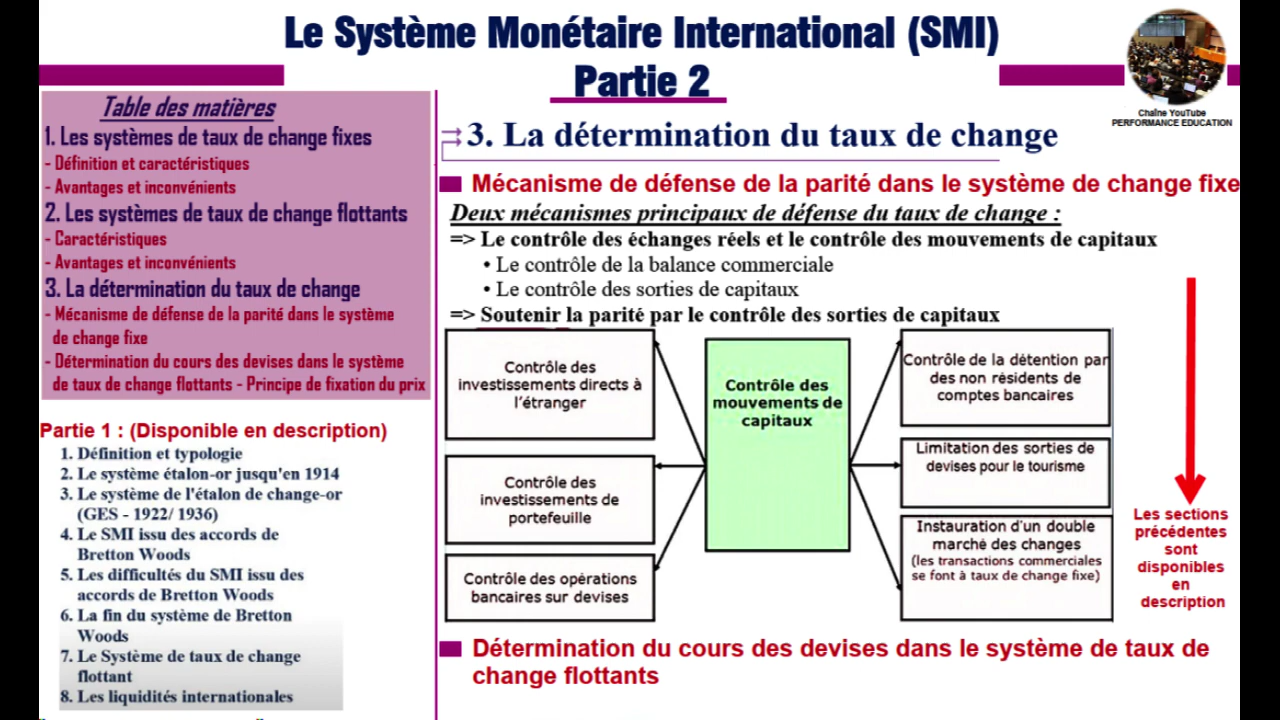 Le Système Monétaire International (SMI)
Partie 2
Chaîne YouTube
PERFORMANCE EDUCATION
Table des matières
1. Les systèmes de taux de change fixes
- Définition et caractéristiques
- Avantages et inconvénients
2. Les systèmes de taux de change flottants
- Caractéristiques
- Avantages et inconvénients
3. La détermination du taux de change
- Mécanisme de défense de la parité dans le système
de change fixe
- Détermination du cours des devises dans le système
de taux de change flottants - Principe de fixation du prix
Partie 1 : (Disponible en description)
1. Définition et typologie
2. Le système étalon-or jusqu'en 1914
3. Le système de l'étalon de change-or
(GES - 1922/ 1936)
4. Le SMI issu des accords de
Bretton Woods
5. Les difficultés du SMI issu des
accords de Bretton Woods
6. La fin du système de Bretton
Woods
7. Le Système de taux de change
flottant
8. Les liquidités internationales
3. La détermination du taux de change
Mécanisme de défense de la parité dans le système de change fixe
Deux mécanismes principaux de défense du taux de change :
=> Le contrôle des échanges réels et le contrôle des mouvements de capitaux
• Le contrôle de la balance commerciale
• Le contrôle des sorties de capitaux
=> Soutenir la parité par le contrôle des sorties de capitaux
Contrôle des
investissements directs à
l'étranger
Contrôle des
investissements de
portefeuille
Contrôle des opérations
bancaires sur devises
Contrôle des
mouvements de
capitaux
Contrôle de la détention par
des non résidents de
comptes bancaires
Limitation des sorties de
devises pour le tourisme
Instauration d'un double
marché des changes
(les transactions commerciales
se font à taux de change fixe)
Les sections
précédentes
sont
disponibles
en
description
Détermination du cours des devises dans le système de taux de
change flottants